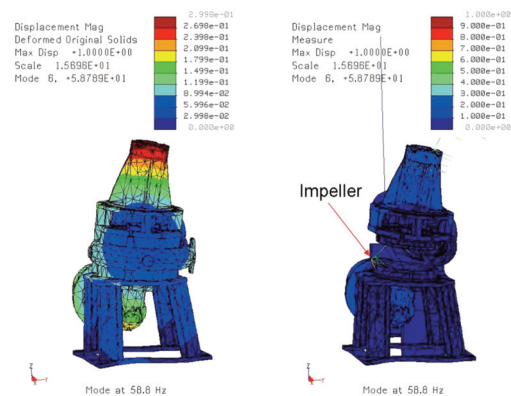 Displacement Mag
Deformed Original Solids
Max Disp +1.0000E+00
Scale 1.5696E+01
Mode 6, +5.8789E+01
2.998e-01
2.698e-01
2.398e-01
2.099e-01
1.799e-01
1.499e-01
1.199e-01
8.994e-02
5.996e-02
2.998e-02
0.000e+00
Z
Y
Mode at 58.8 Hz
Displacement Mag
Measure
Max Disp +1.0000E+00
Scale 1.5696E+01
Mode 6, +5.8789E+01
1.000e+00
9.000e-01
8.000e-01
7.000e-01
6.000e-01
5.000e-01
4.000e-01
3.000e-01
2.000e-01
1.000e-01
0.000e+00
Impeller
Z
Y
Mode at 58.8 Hz